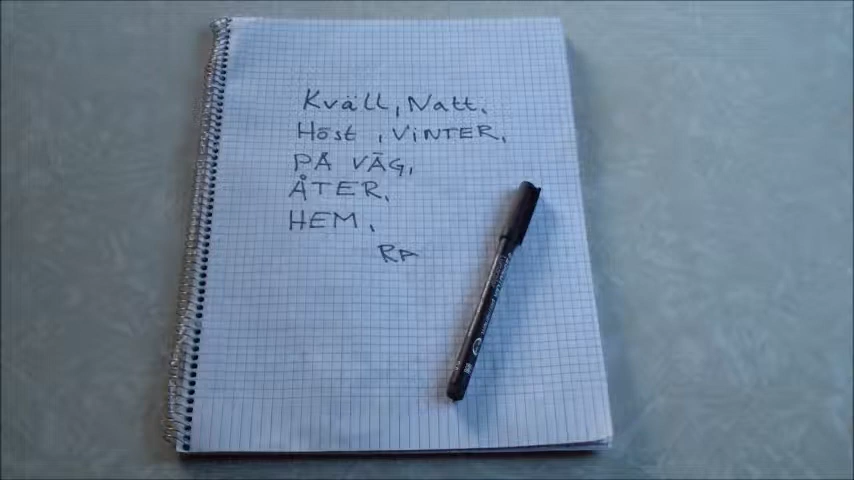 Kväll, Natt.
Höst, VINTER,
PÅ VÄG,
ÅTER,
HEM.
RA